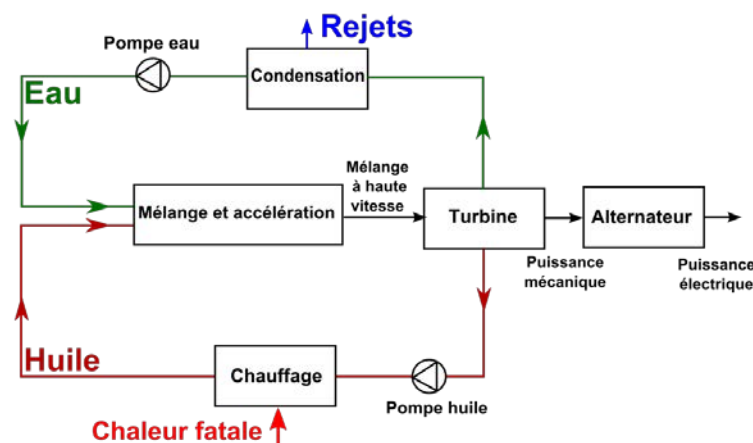 Rejets
Pompe eau
Condensation
Eau
Mélange
à haute
vitesse
Mélange et accélération
Turbine
Alternateur
Puissance
mécanique
Puissance
électrique
Huile
Chauffage
Pompe huile
Chaleur fatale